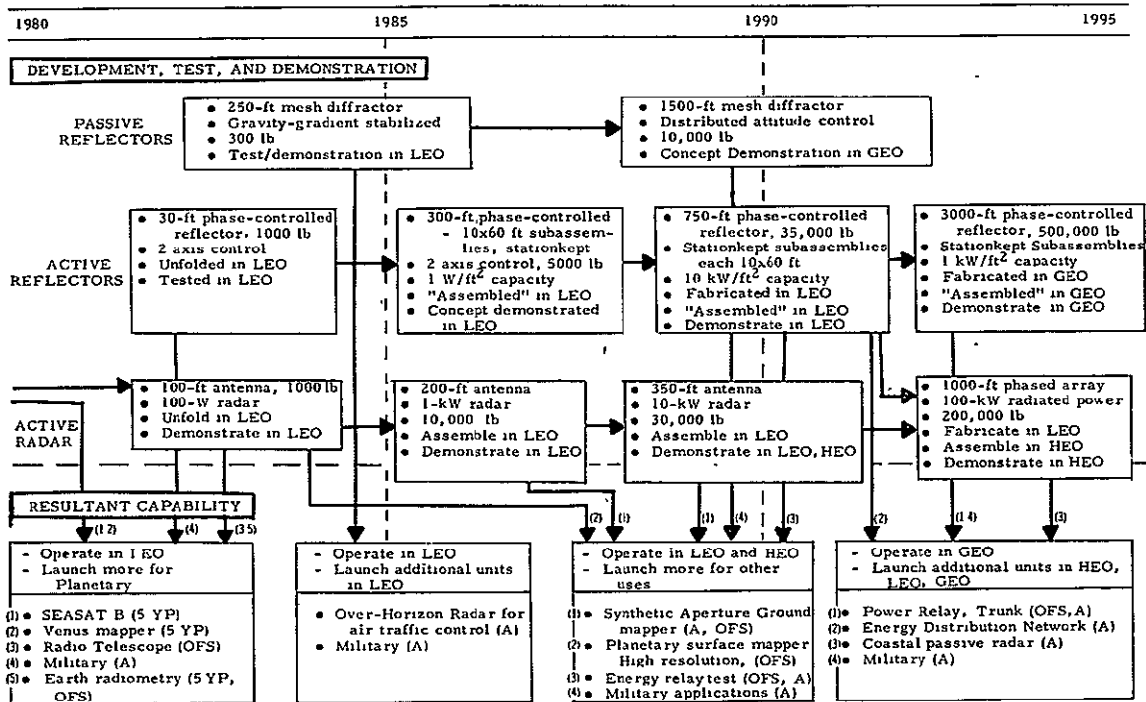 1980
1985
1990
1995
DEVELOPMENT, TEST, AND DEMONSTRATION
PASSIVE
REFLECTORS
• 250-ft mesh diffractor
• Gravity-gradient stabilized
• 300 lb
• Test/demonstration in LEO
• 1500-ft mesh diffractor
• Distributed attitude control
• 10,000 lb
• Concept Demonstration in GEO
ACTIVE
REFLECTORS
• 30-ft phase-controlled
reflector, 1000 lb
• 2 axis control
• Unfolded in LEO
• Tested in LEO
• 300-ft, phase-controlled
- 10x60 ft subassem-
blies, stationkept
• 2 axis control, 5000 lb
• 1 W/ft² capacity
• "Assembled" in LEO
• Concept demonstrated
in LEO
• 750-ft phase-controlled
reflector, 35,000 lb
• Stationkept subassemblies
each 10x60 ft
• 10 kW/ft² capacity
• Fabricated in LEO
• "Assembled" in LEO
• Demonstrate in LEO
• 3000-ft phase-controlled
reflector, 500,000 lb
• Stationkept Subassemblies
• 1 kW/ft² capacity
• Fabricated in GEO
• "Assembled" in GEO
• Demonstrate in GEO
ACTIVE
RADAR
• 100-ft antenna, 1000 lb
• 100-W radar
• Unfold in LEO
• Demonstrate in LEO
• 200-ft antenna
• 1-kW radar
• 10,000 lb
• Assemble in LEO
• Demonstrate in LEO
• 350-ft antenna
• 10-kW radar
• 30,000 lb
• Assemble in LEO
• Demonstrate in LEO, HEO
• 1000-ft phased array
• 100-kW radiated power
• 200,000 lb
• Fabricate in LEO
• Assemble in HEO
• Demonstrate in HEO
RESULTANT CAPABILITY
(1 2)
(4)
(3 5)
(2)
(1)
(1)
(4)
(3)
(2)
(1 4)
(3)
- Operate in LEO
- Launch more for
Planetary
(1) • SEASAT B (5 YP)
(2) • Venus mapper (5 YP)
(3) • Radio Telescope (OFS)
(4) • Military (A)
(5) • Earth radiometry (5 YP,
OFS)
- Operate in LEO
- Launch additional units
in LEO
• Over-Horizon Radar for
air traffic control (A)
• Military (A)
- Operate in LEO and HEO
- Launch more for other
uses
(1) • Synthetic Aperture Ground
mapper (A, OFS)
(2) • Planetary surface mapper
High resolution, (OFS)
(3) • Energy relay test (OFS, A)
(4) • Military applications (A)
- Operate in GEO
- Launch additional units in HEO,
LEO, GEO
(1) • Power Relay, Trunk (OFS, A)
(2) • Energy Distribution Network (A)
(3) • Coastal passive radar (A)
(4) • Military (A)